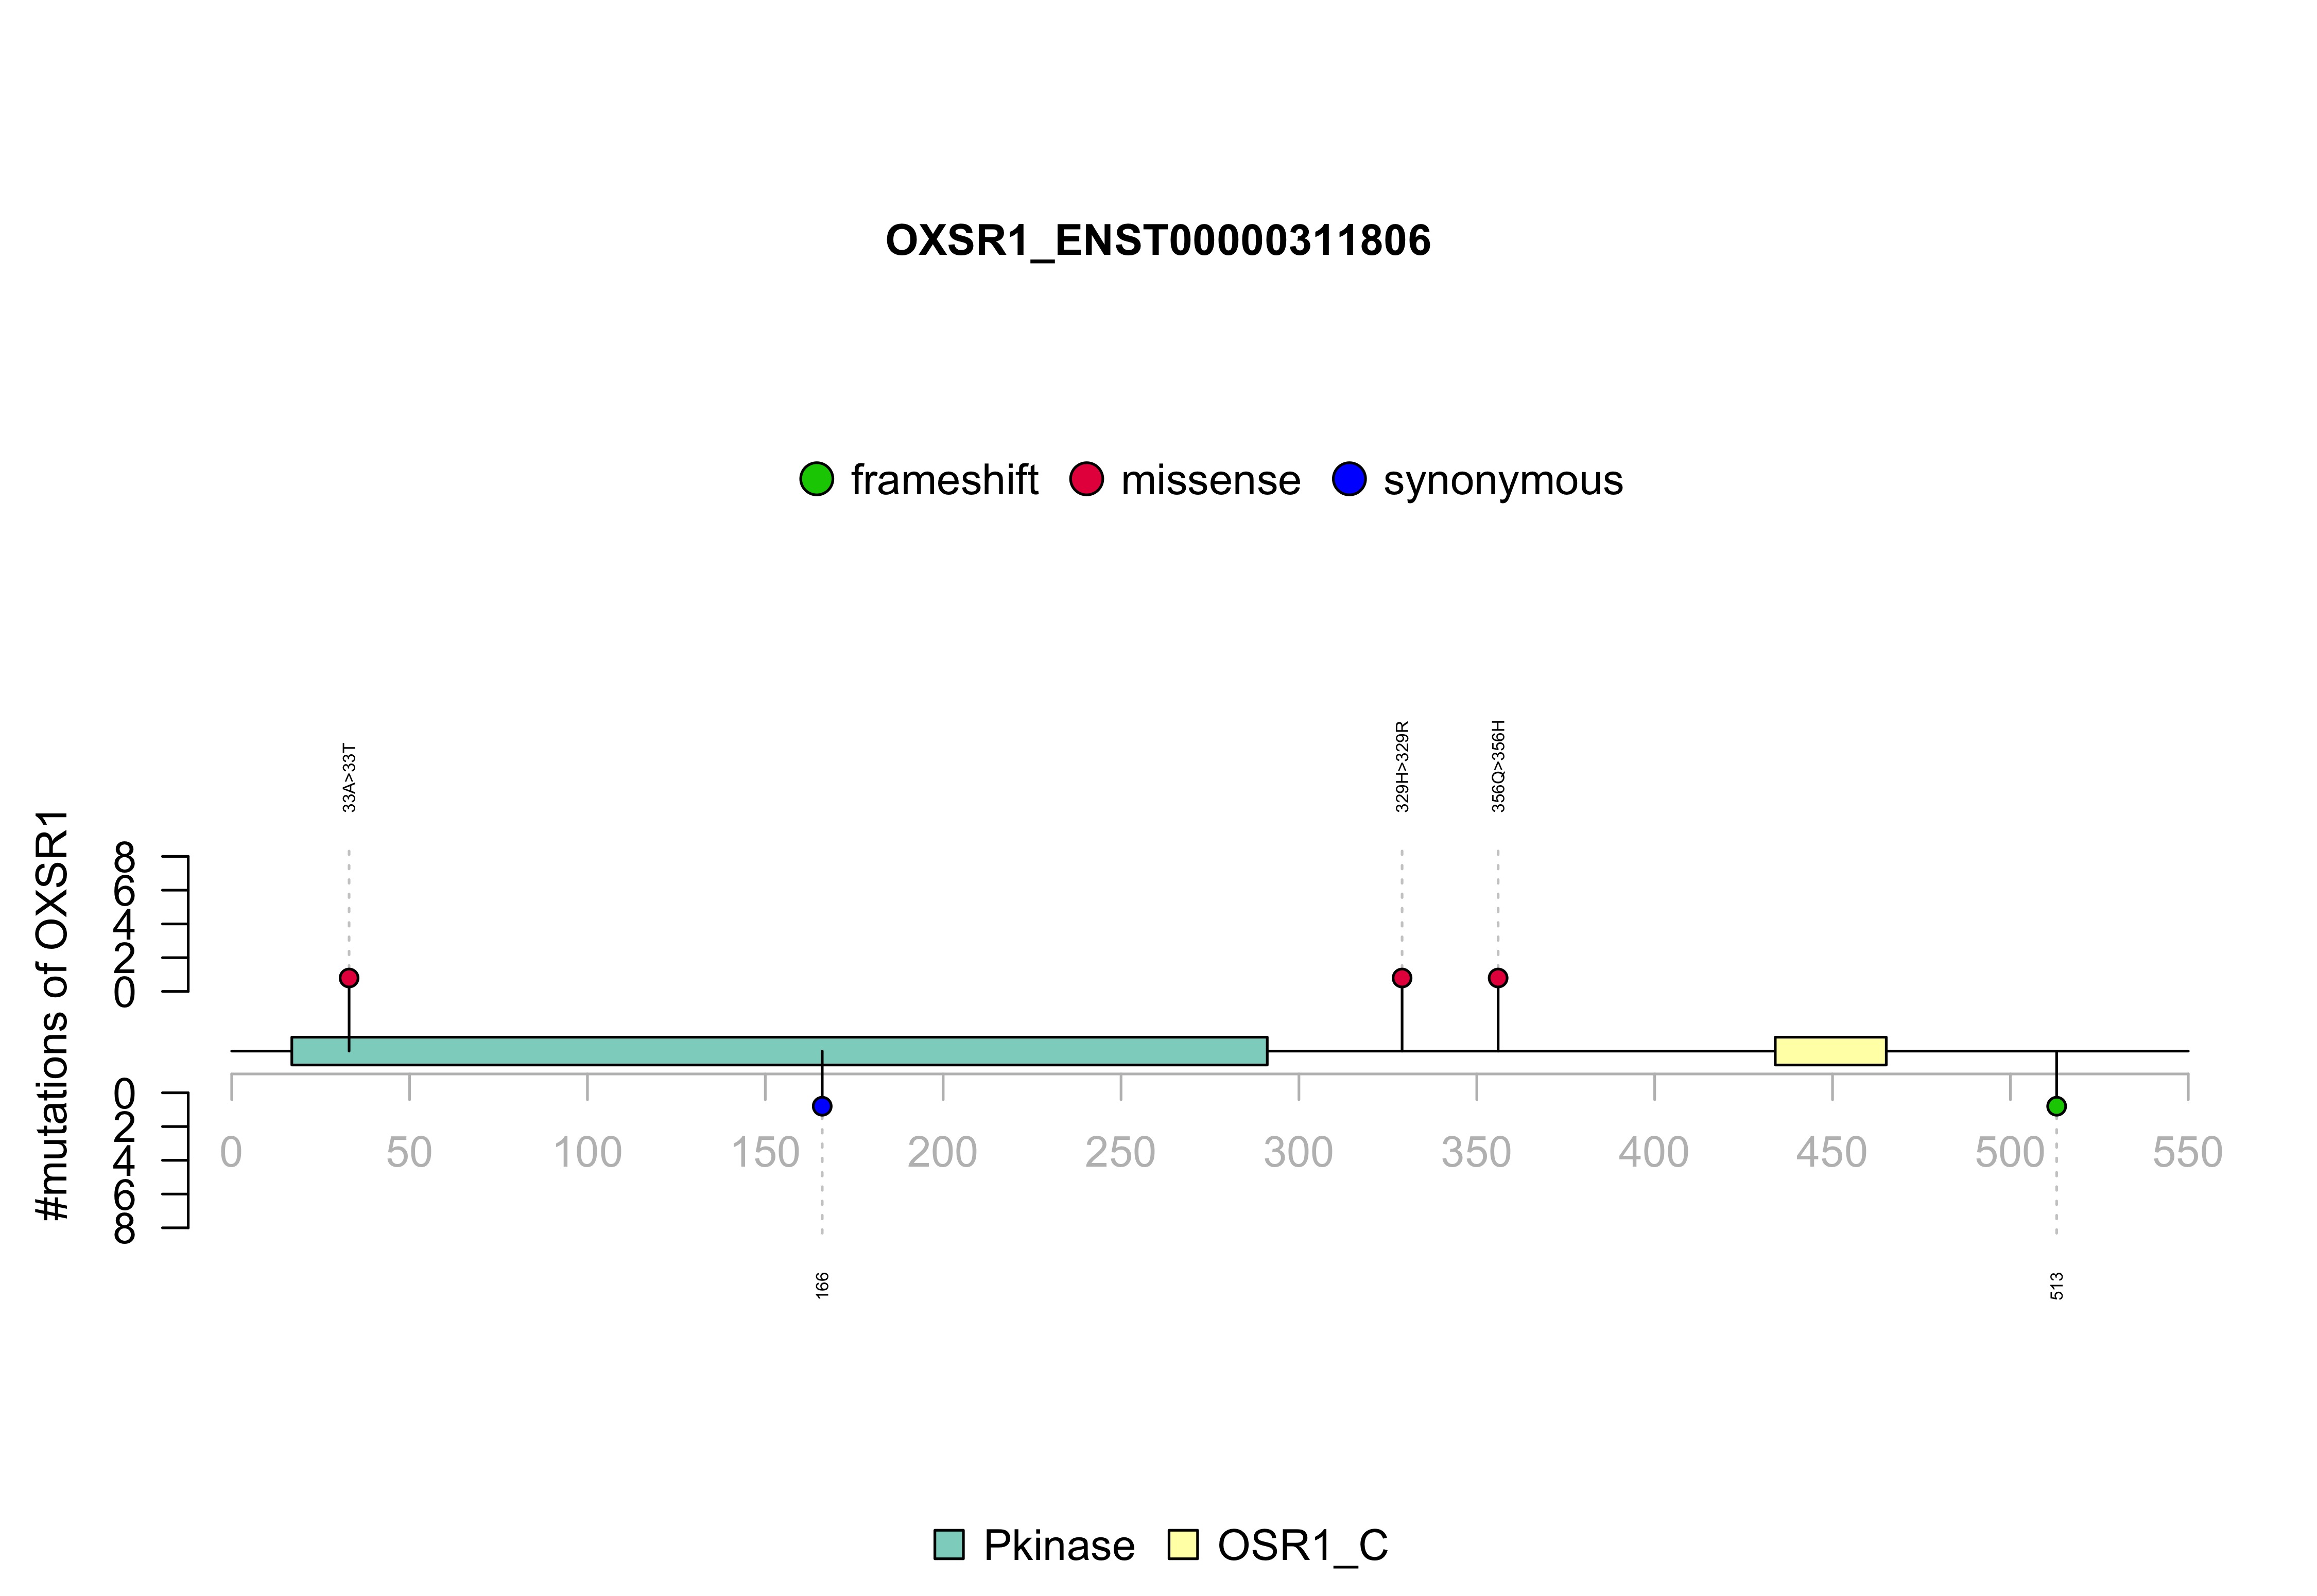 OXSR1_ENST00000311806
frameshift missense synonymous
33A>33T
329H>329R
356Q>356H
#mutations of OXSR1
8
6
4
2
0
0
2
4
6
8
0 50 100 150 200 250 300 350 400 450 500 550
166
513
Pkinase OSR1_C